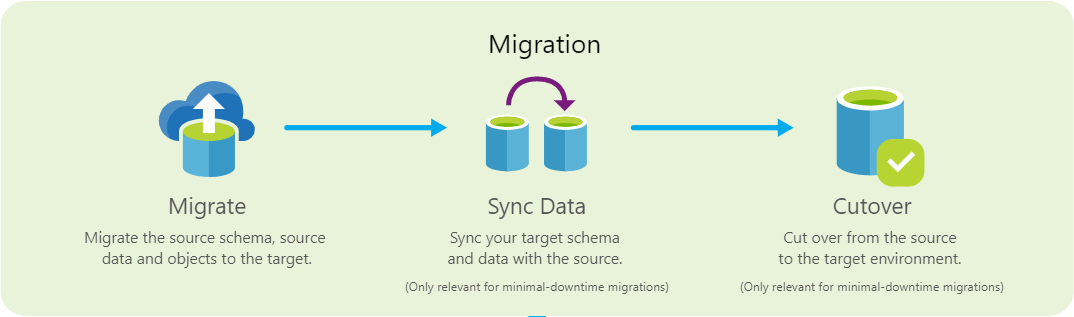 Migration
Migrate
Sync Data
Cutover
Migrate the source schema, source
data and objects to the target.
Sync your target schema
and data with the source.
(Only relevant for minimal-downtime migrations)
Cut over from the source
to the target environment.
(Only relevant for minimal-downtime migrations)